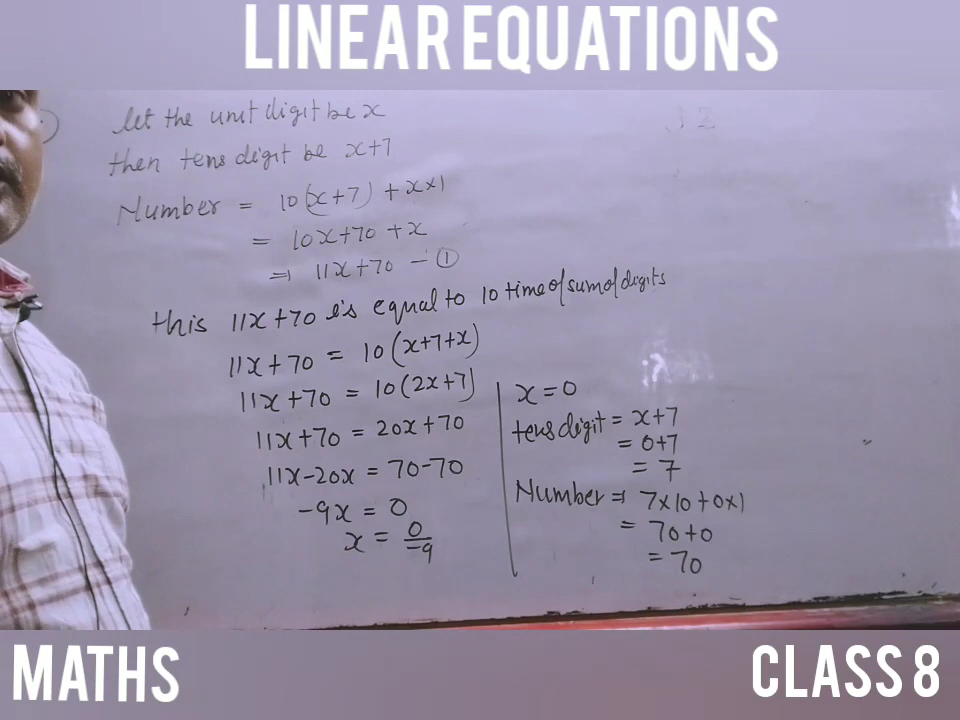 LINEAR EQUATIONS
let the unit digit be x
then tens digit be x+7
Number = 10(x+7) + x×1
= 10x+70 + x
=> 11x+70 - ①
this 11x+70 is equal to 10 time of sum of digits
11x+70 = 10(x+7+x)
11x+70 = 10(2x+7)
11x+70 = 20x+70
11x-20x = 70-70
-9x = 0
x = 0/-9
x=0
tens digit = x+7
= 0+7
= 7
Number => 7×10+0×1
= 70+0
= 70
MATHS
CLASS 8